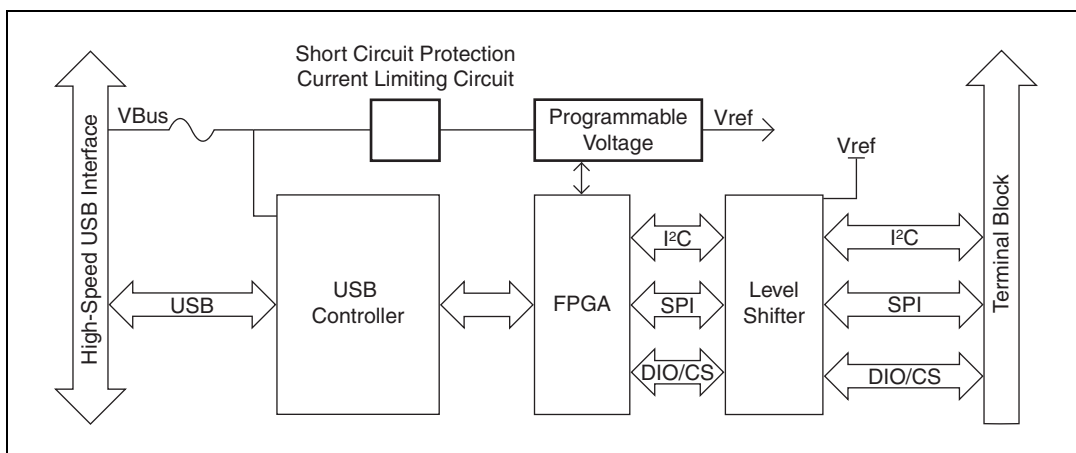 Short Circuit Protection
Current Limiting Circuit
VBus
Programmable
Voltage
Vref
Vref
High-Speed USB Interface
USB
USB
Controller
FPGA
I²C
SPI
DIO/CS
Level
Shifter
I²C
SPI
DIO/CS
Terminal Block